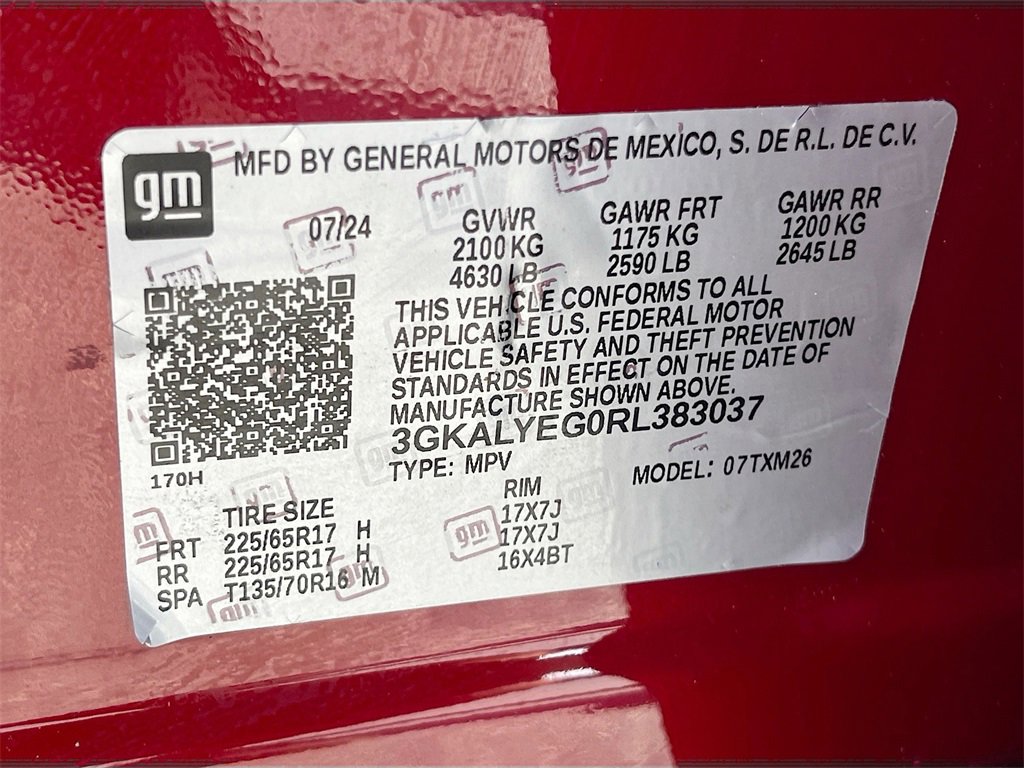 gm
MFD BY GENERAL MOTORS DE MEXICO, S. DE R.L. DE C.V.
07/24
GVWR GAWR FRT GAWR RR
2100 KG 1175 KG 1200 KG
4630 LB 2590 LB 2645 LB
THIS VEHICLE CONFORMS TO ALL
APPLICABLE U.S. FEDERAL MOTOR
VEHICLE SAFETY AND THEFT PREVENTION
STANDARDS IN EFFECT ON THE DATE OF
MANUFACTURE SHOWN ABOVE.
3GKALYEG0RL383037
170H
TYPE: MPV MODEL: 07TXM26
TIRE SIZE RIM
FRT 225/65R17 H 17X7J
RR 225/65R17 H 17X7J
SPA T135/70R16 M 16X4BT